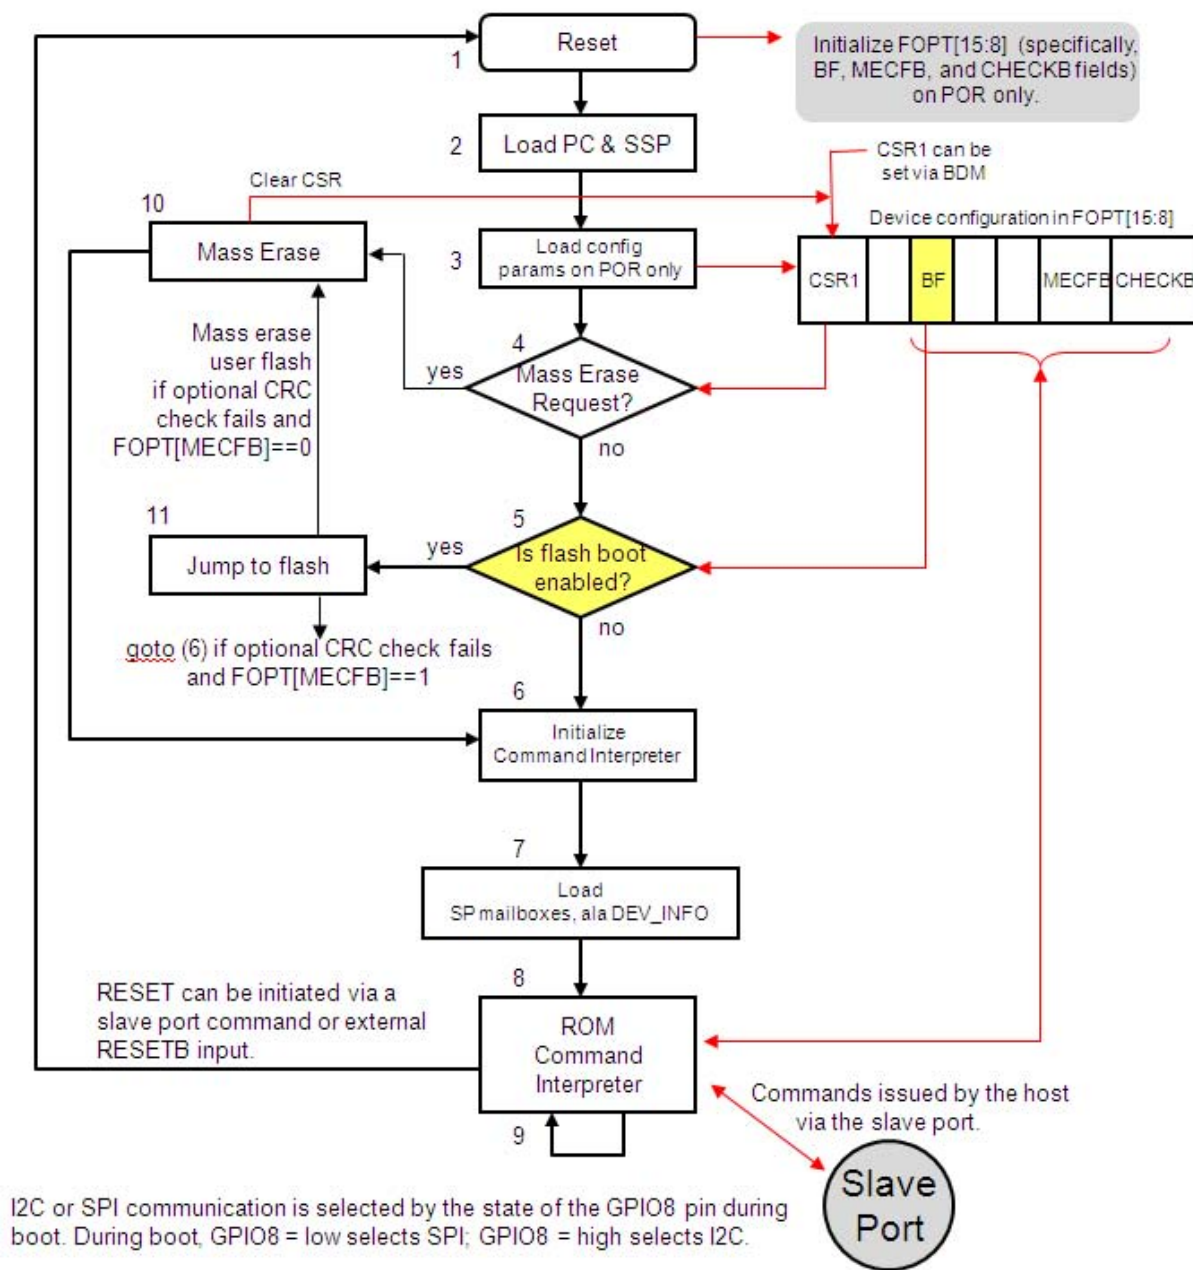 Reset
1
Initialize FOPT[15:8] (specifically,
BF, MECFB, and CHECKB fields)
on POR only.
2
Load PC & SSP
CSR1 can be
set via BDM
Clear CSR
10
Mass Erase
3
Load config
params on POR only
Device configuration in FOPT[15:8]
CSR1
BF
MECFB
CHECKB
4
Mass Erase
Request?
yes
no
Mass erase
user flash
if optional CRC
check fails and
FOPT[MECFB]==0
11
Jump to flash
5
Is flash boot
enabled?
yes
no
goto (6) if optional CRC check fails
and FOPT[MECFB]==1
6
Initialize
Command Interpreter
7
Load
SP mailboxes, ala DEV_INFO
8
ROM
Command
Interpreter
RESET can be initiated via a
slave port command or external
RESETB input.
9
Commands issued by the host
via the slave port.
Slave
Port
I2C or SPI communication is selected by the state of the GPIO8 pin during
boot. During boot, GPIO8 = low selects SPI; GPIO8 = high selects I2C.